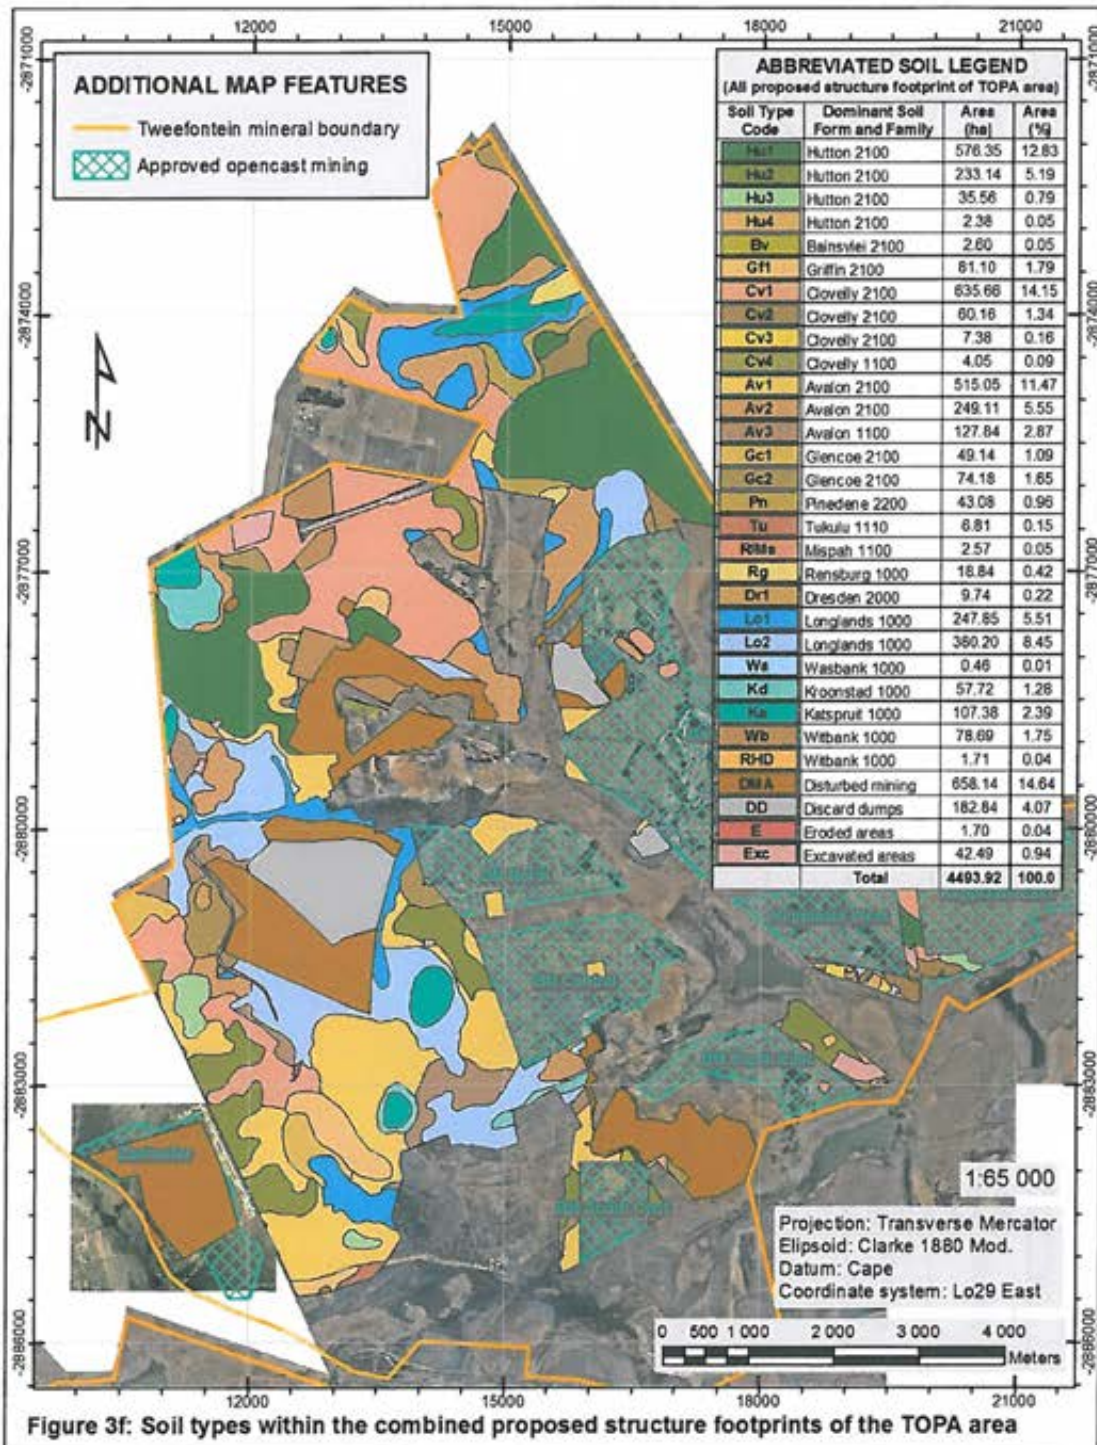 12000 15000 18000 21000
ADDITIONAL MAP FEATURES
Tweefontein mineral boundary
Approved opencast mining
ABBREVIATED SOIL LEGEND
(All proposed structure footprint of TOPA area)
Soil Type Code Dominant Soil Form and Family Area (ha) Area (%)
Hu1 Hutton 2100 576.35 12.83
Hu2 Hutton 2100 233.14 5.19
Hu3 Hutton 2100 35.56 0.79
Hu4 Hutton 2100 2.38 0.05
Bv Bainsvlei 2100 2.60 0.05
Gf1 Griffin 2100 81.10 1.79
Cv1 Clovelly 2100 635.66 14.15
Cv2 Clovelly 2100 60.16 1.34
Cv3 Clovelly 2100 7.38 0.16
Cv4 Clovelly 1100 4.05 0.09
Av1 Avalon 2100 515.05 11.47
Av2 Avalon 2100 249.11 5.55
Av3 Avalon 1100 127.84 2.87
Gc1 Glencoe 2100 49.14 1.09
Gc2 Glencoe 2100 74.18 1.65
Pn Pinedene 2200 43.08 0.96
Tu Tukulu 1110 6.81 0.15
R/Ms Mispah 1100 2.57 0.05
Rg Rensburg 1000 18.84 0.42
Dr1 Dresden 2000 9.74 0.22
Lo1 Longlands 1000 247.85 5.51
Lo2 Longlands 1000 380.20 8.45
Wa Wasbank 1000 0.46 0.01
Kd Kroonstad 1000 57.72 1.28
Ka Katspruit 1000 107.38 2.39
Wb Witbank 1000 78.69 1.75
RHD Witbank 1000 1.71 0.04
DMA Disturbed mining 658.14 14.64
DD Discard dumps 182.84 4.07
E Eroded areas 1.70 0.04
Exc Excavated areas 42.49 0.94
Total 4493.92 100.0
-2871000 -2871000
-2874000 -2874000
N
-2877000 -2877000
-2880000 -2880000
-2883000 -2883000
-2886000 -2886000
1:65 000
Projection: Transverse Mercator
Elipsoid: Clarke 1880 Mod.
Datum: Cape
Coordinate system: Lo29 East
0 500 1 000 2 000 3 000 4 000
Meters
12000 15000 18000 21000
Figure 3f: Soil types within the combined proposed structure footprints of the TOPA area